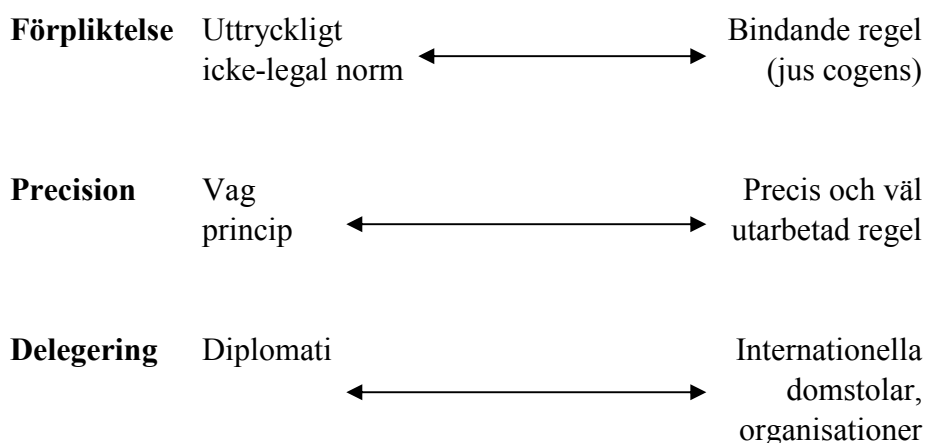 Förpliktelse Uttryckligt Bindande regel
icke-legal norm (jus cogens)
Precision Vag Precis och väl
princip utarbetad regel
Delegering Diplomati Internationella
domstolar,
organisationer